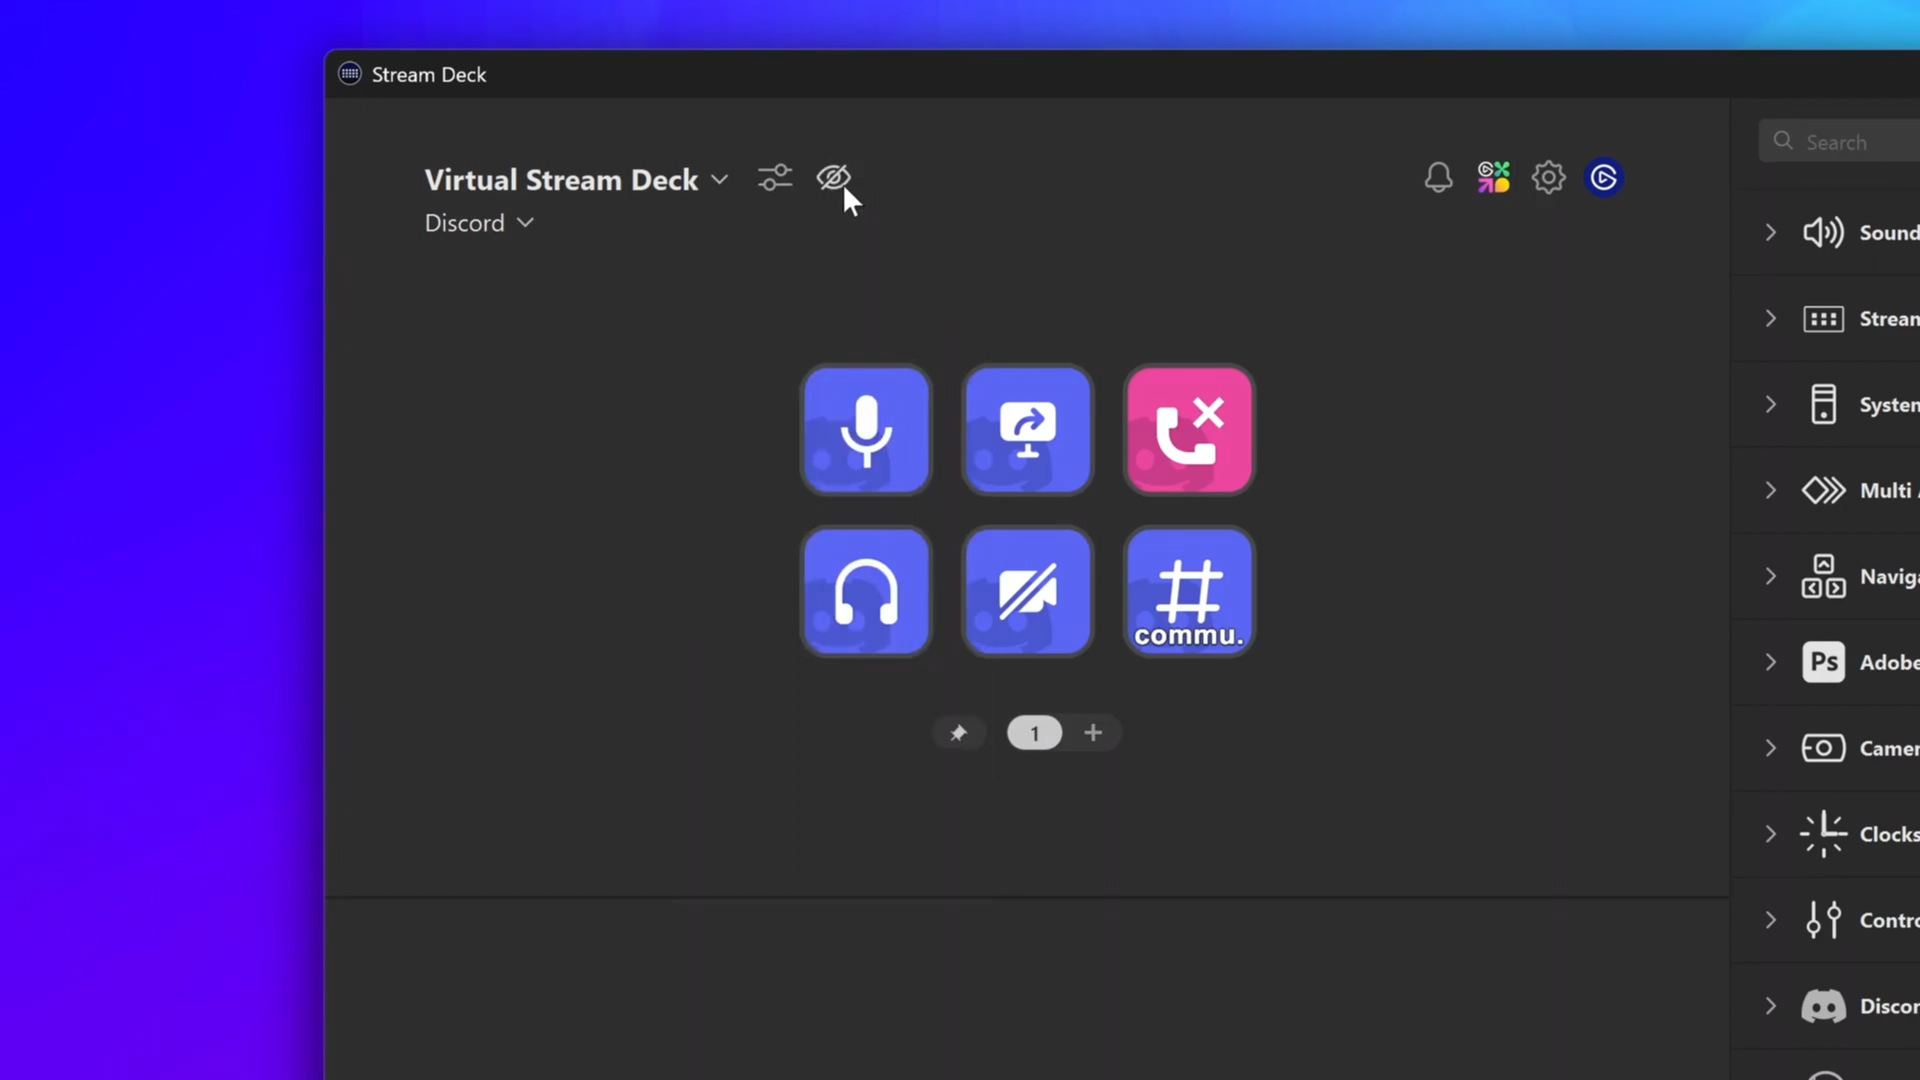 Stream Deck
Virtual Stream Deck
Discord
commu.
1
Search
Sound
Stream
System
Multi
Naviga
Ps
Adobe
Camer
Clocks
Contro
Discor